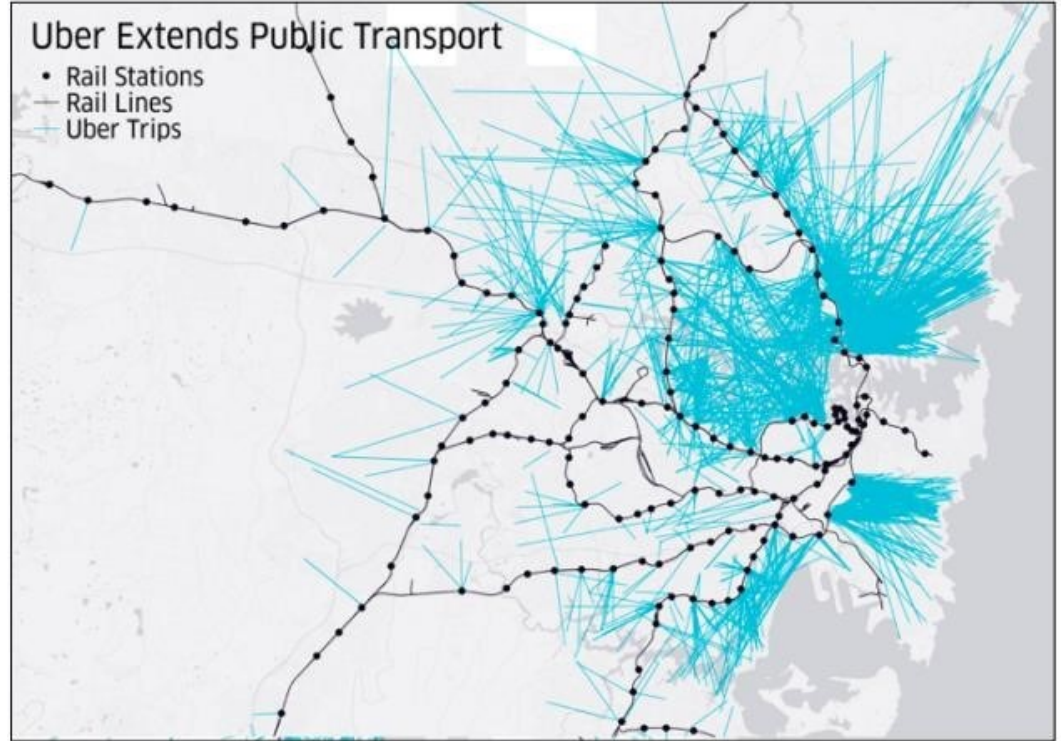 Uber Extends Public Transport
Rail Stations
Rail Lines
Uber Trips